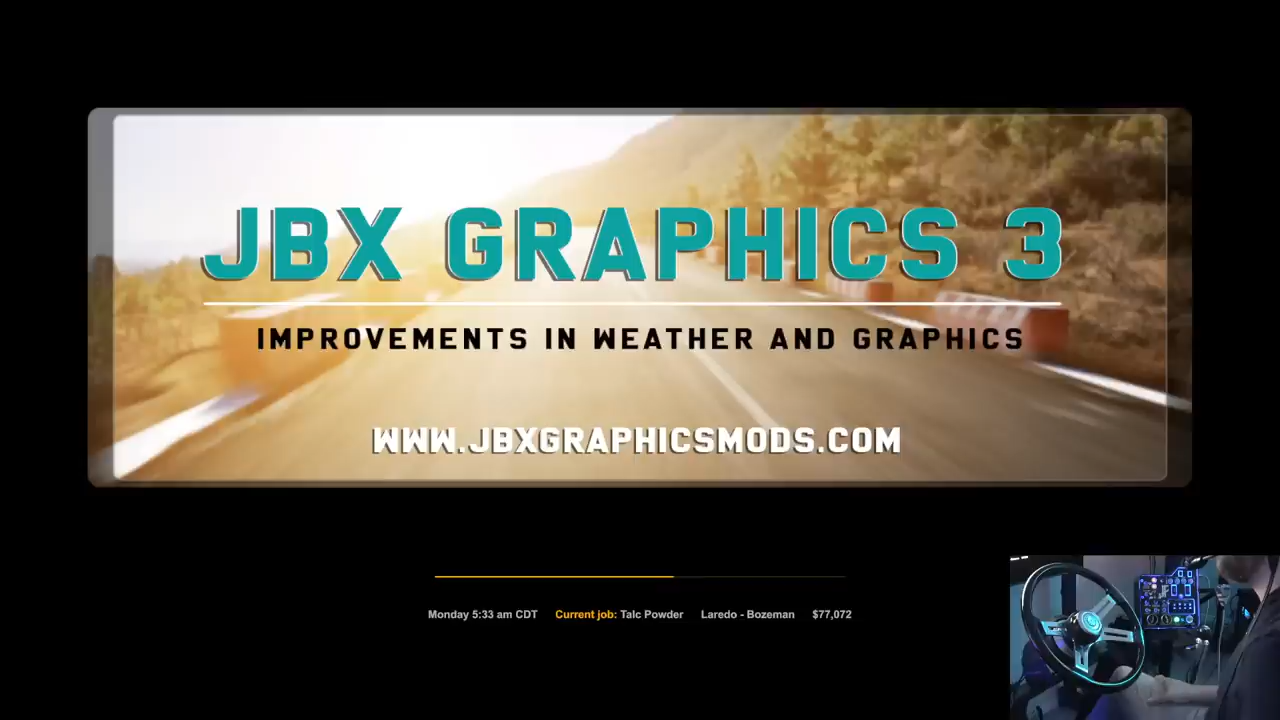 JBX GRAPHICS 3
IMPROVEMENTS IN WEATHER AND GRAPHICS
WWW.JBXGRAPHICSMODS.COM
Monday 5:33 am CDT Current job: Talc Powder Laredo - Bozeman $77,072